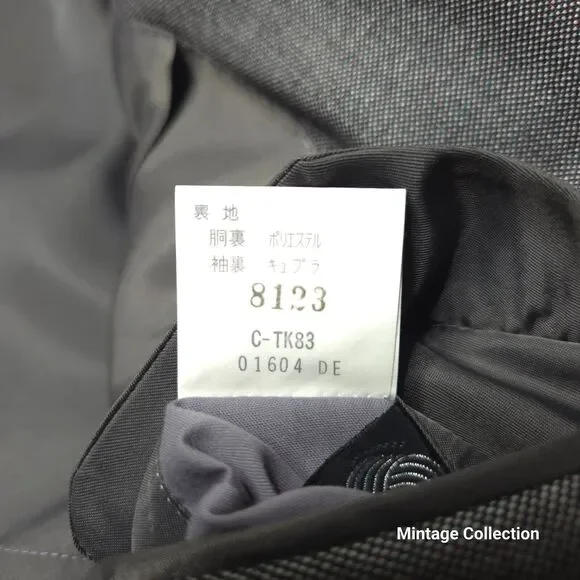 裏地
胴裏 ポリエステル
袖裏 キュプラ
8123
C-TK83
01604 DE
Mintage Collection